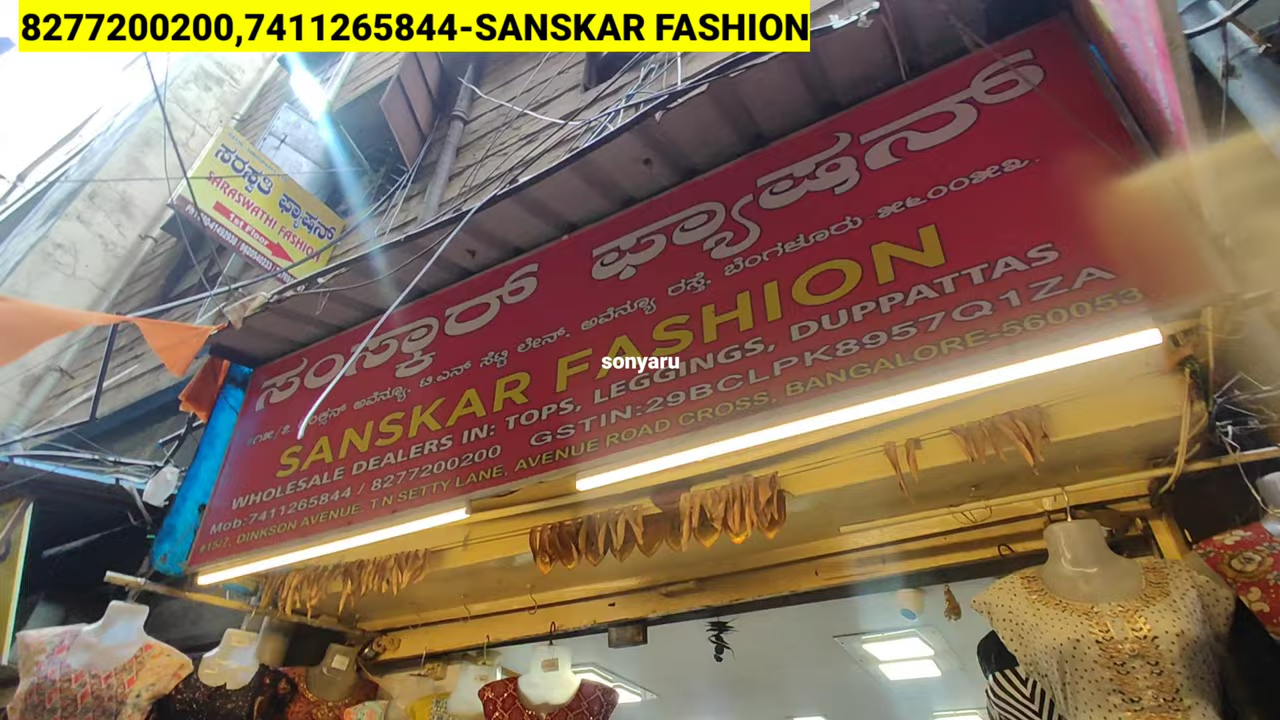 8277200200,7411265844-SANSKAR FASHION
ಸರಸ್ವತಿ ಫ್ಯಾಷನ್
SARASWATHI FASHION
1st Floor
ಸಂಸ್ಕಾರ್ ಫ್ಯಾಷನ್
ಅವೆನ್ಯೂ, ಟಿ.ಎನ್ ಸೆಟ್ಟಿ ಲೇನ್, ಅವೆನ್ಯೂ ರಸ್ತೆ, ಬೆಂಗಳೂರು
SANSKAR FASHION
sonyaru
WHOLESALE DEALERS IN: TOPS, LEGGINGS, DUPPATTAS
Mob:7411265844 / 8277200200 GSTIN:29BCLPK8957Q1ZA
DINKSON AVENUE, T N SETTY LANE, AVENUE ROAD CROSS, BANGALORE-560053